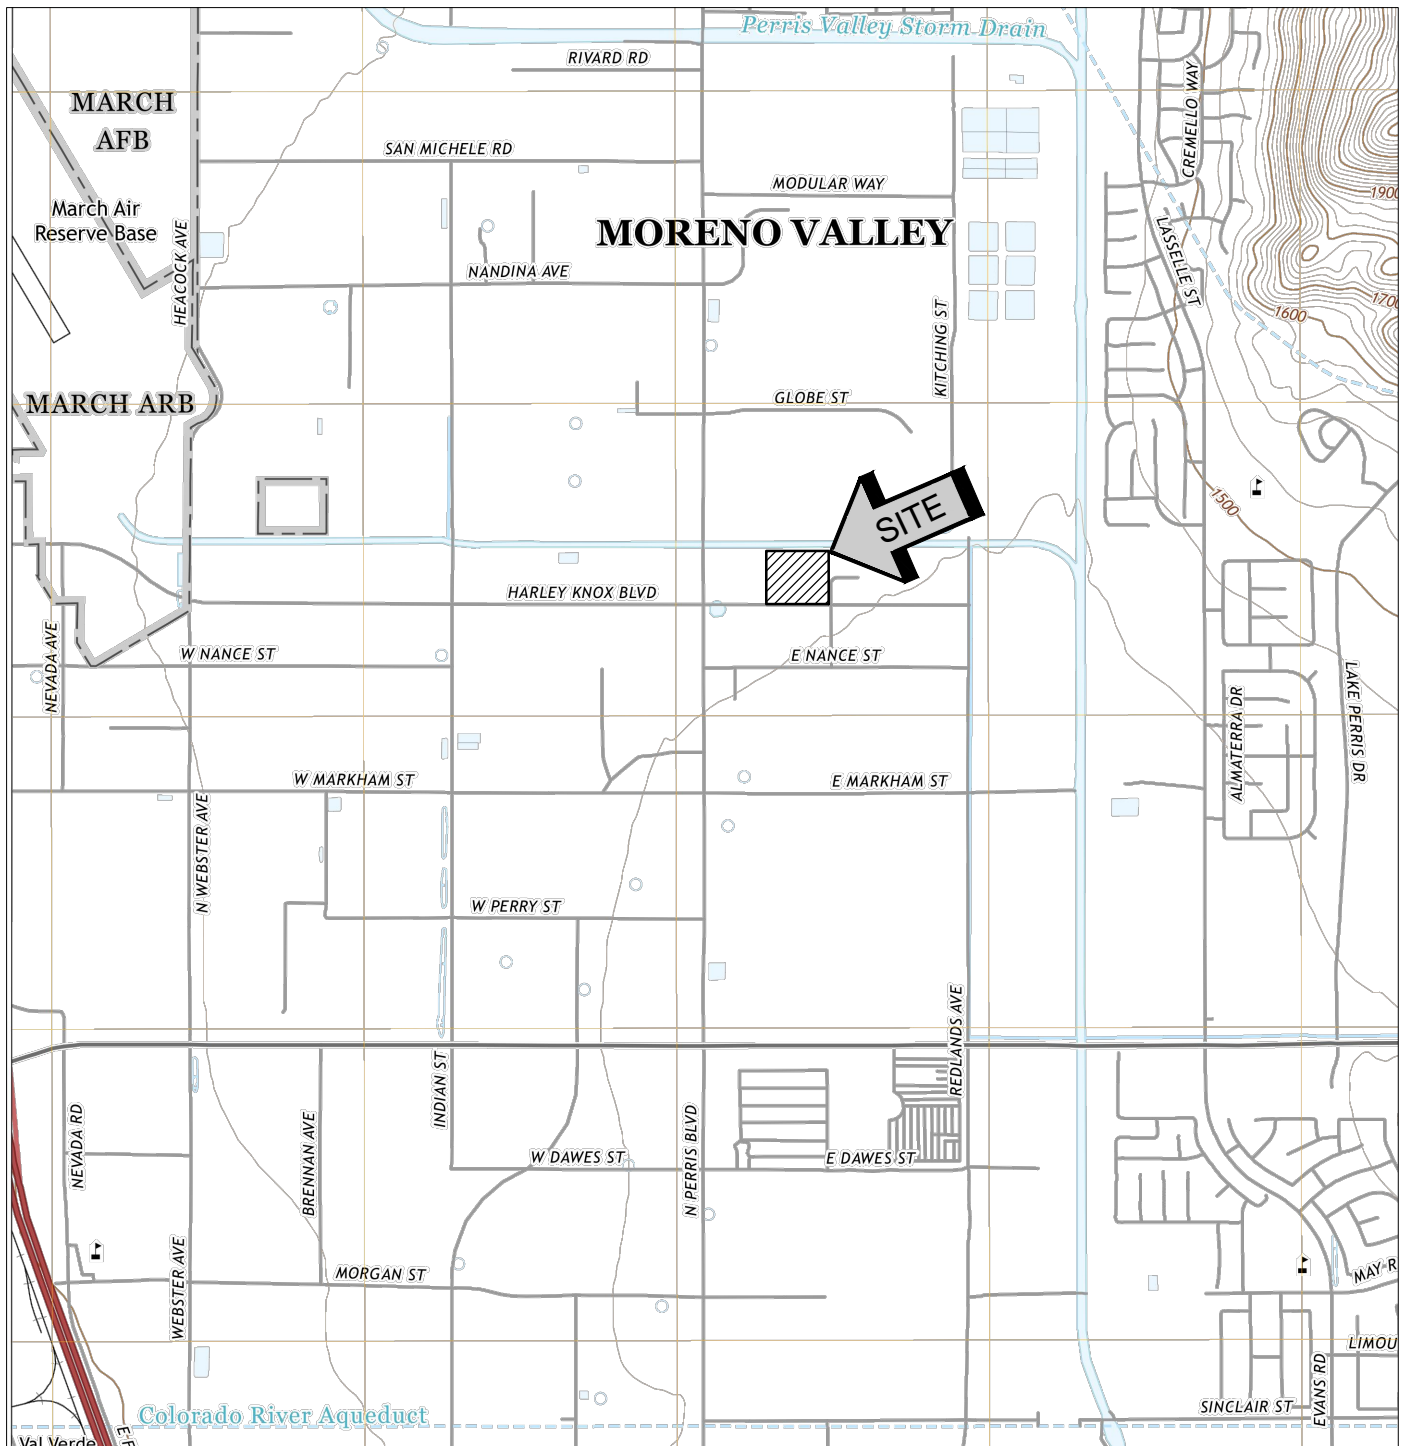 Perris Valley Storm Drain
RIVARD RD
MARCH
AFB
CREMELLO WAY
SAN MICHELE RD
MODULAR WAY
1900
March Air
Reserve Base
MORENO VALLEY
HEACOCK AVE
LASSELLE ST
NANDINA AVE
1700
1600
KITCHING ST
MARCH ARB
GLOBE ST
1500
SITE
HARLEY KNOX BLVD
NEVADA AVE
W NANCE ST
E NANCE ST
LAKE PERRIS DR
ALMATERRA DR
W MARKHAM ST
E MARKHAM ST
N WEBSTER AVE
W PERRY ST
REDLANDS AVE
INDIAN ST
NEVADA RD
BRENNAN AVE
N PERRIS BLVD
W DAWES ST
E DAWES ST
WEBSTER AVE
MORGAN ST
MAY R
LIMOU
EVANS RD
SINCLAIR ST
Colorado River Aqueduct
Val Verde
E F